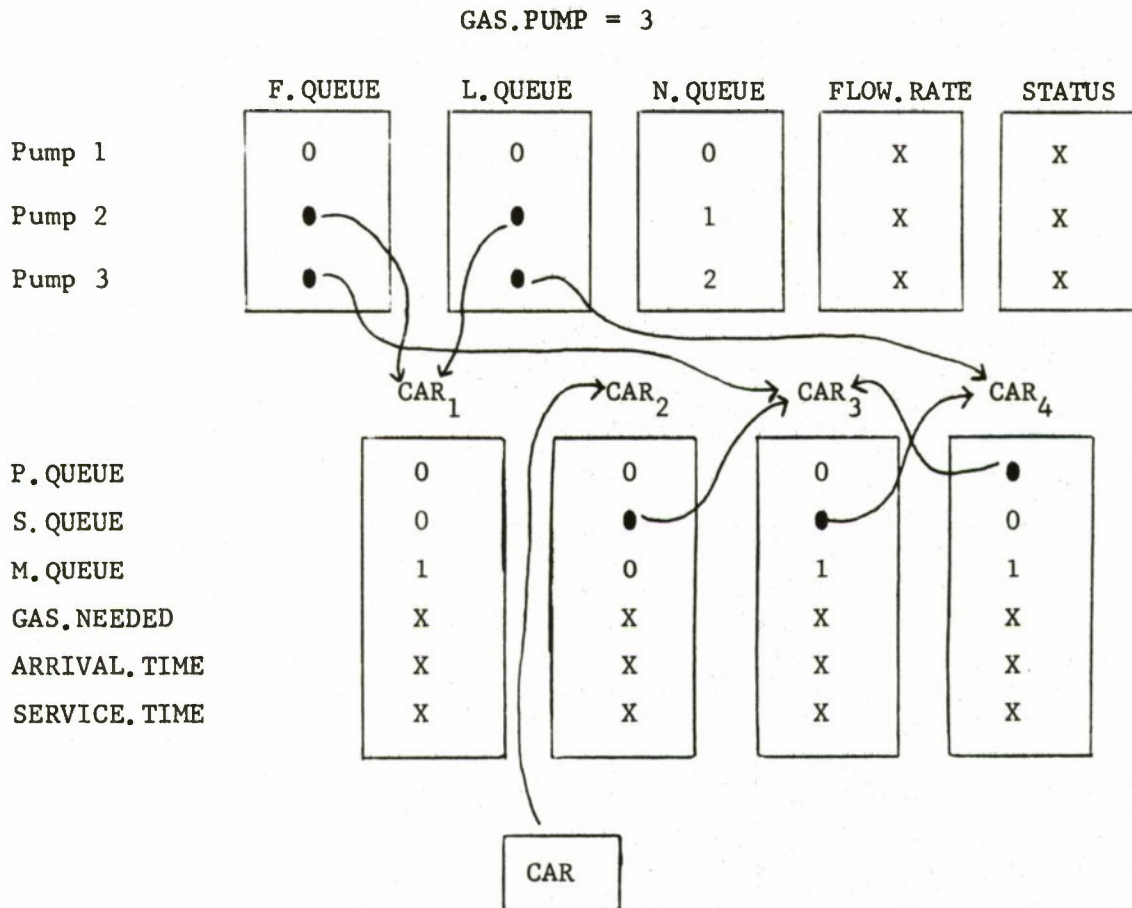 GAS.PUMP = 3
F.QUEUE L.QUEUE N.QUEUE FLOW.RATE STATUS
Pump 1 0 0 0 X X
Pump 2 1 X X
Pump 3 2 X X
CAR1 CAR2 CAR3 CAR4
P.QUEUE 0 0 0
S.QUEUE 0 0
M.QUEUE 1 0 1 1
GAS.NEEDED X X X X
ARRIVAL.TIME X X X X
SERVICE.TIME X X X X
CAR